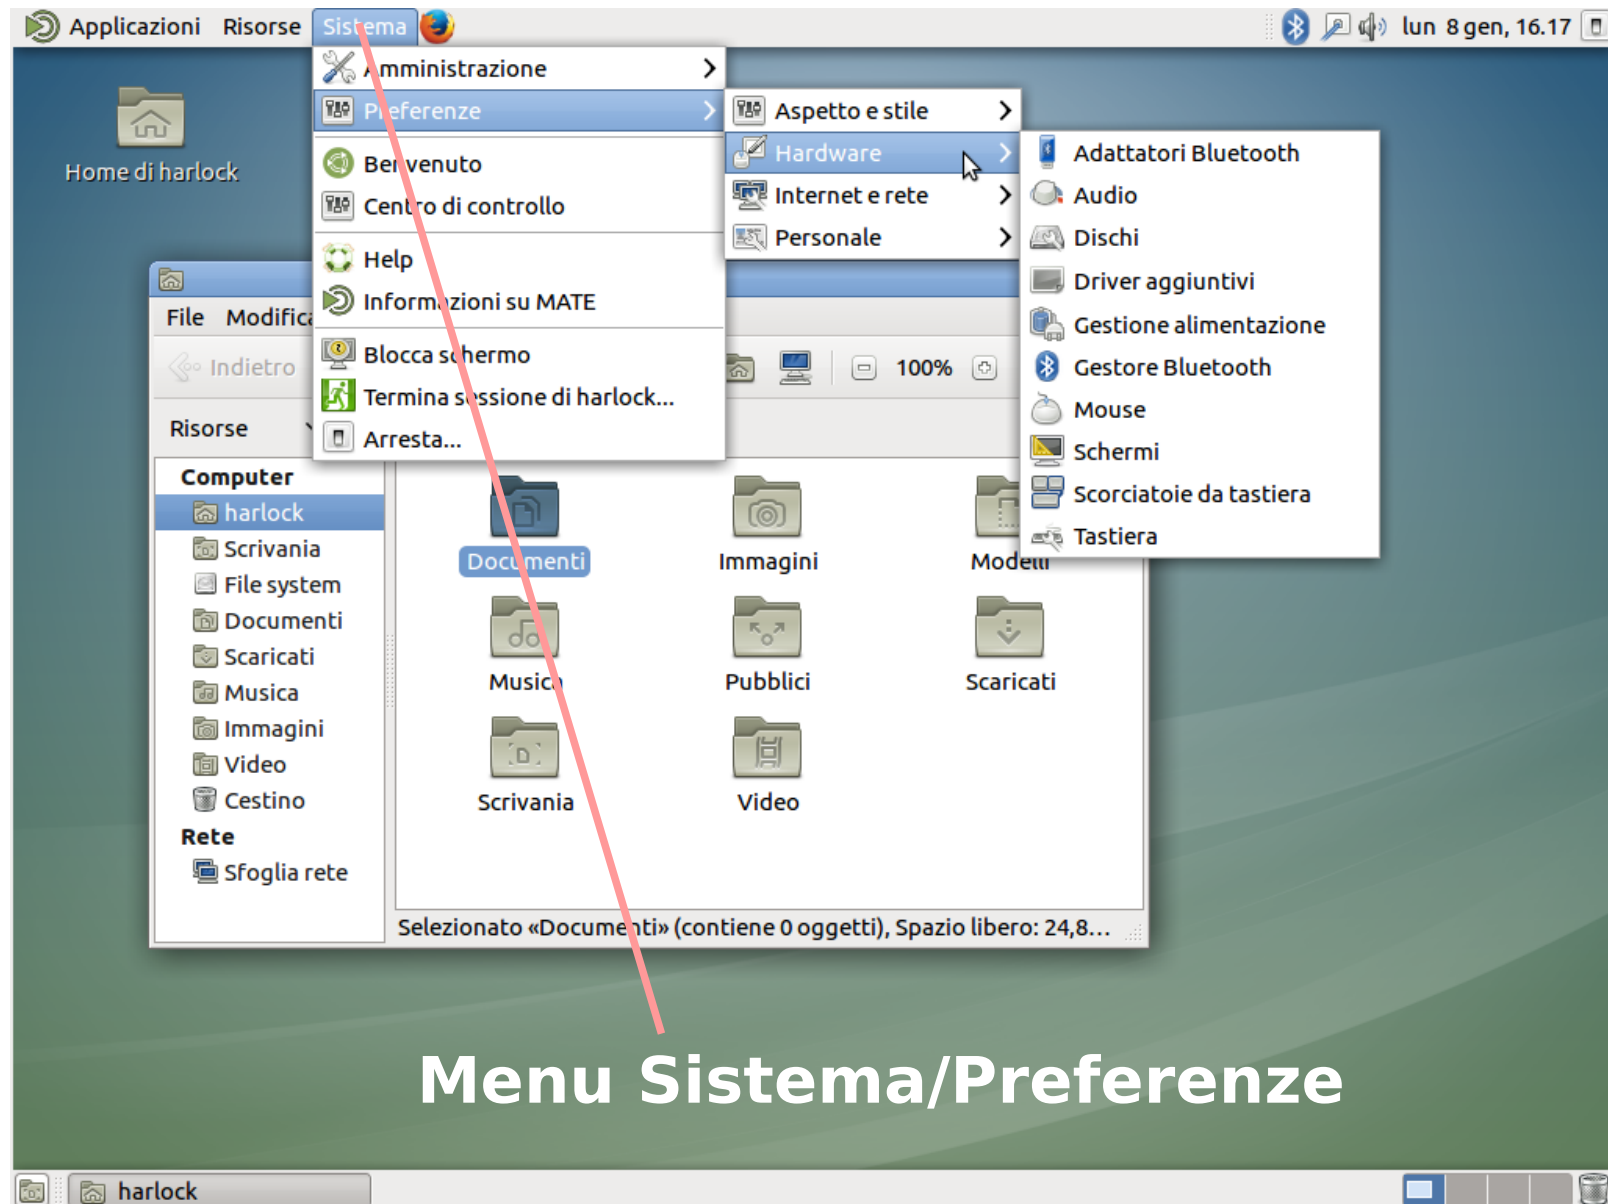 Applicazioni Risorse Sistema lun 8 gen, 16.17
Home di harlock
Amministrazione
Preferenze
Benvenuto
Centro di controllo
Help
Informazioni su MATE
Blocca schermo
Termina sessione di harlock...
Arresta...
Aspetto e stile
Hardware
Internet e rete
Personale
Adattatori Bluetooth
Audio
Dischi
Driver aggiuntivi
Gestione alimentazione
Gestore Bluetooth
Mouse
Schermi
Scorciatoie da tastiera
Tastiera
File
Indietro 100%
Risorse
Computer
harlock
Scrivania
File system
Documenti
Scaricati
Musica
Immagini
Video
Cestino
Rete
Sfoglia rete
Documenti Immagini Modelli
Musica Pubblici Scaricati
Scrivania Video
Selezionato «Documenti» (contiene 0 oggetti), Spazio libero: 24,8...
Menu Sistema/Preferenze
harlock